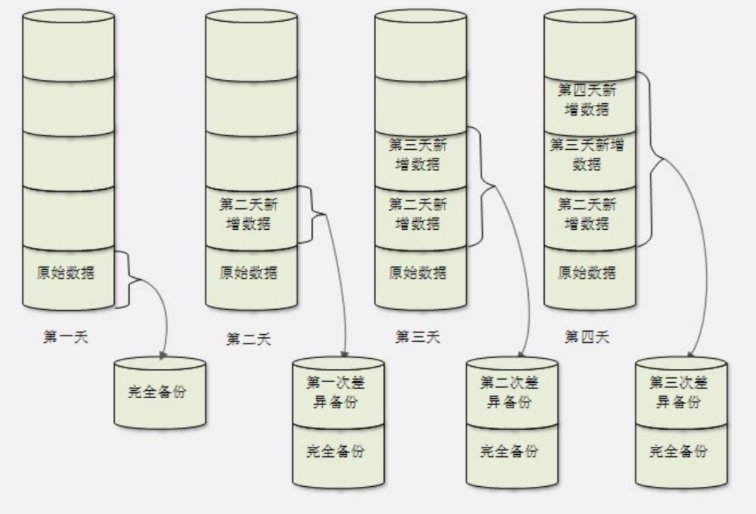 第四天新
增数据
第三天新
增数据
第三天新增
数据
第二天新
增数据
第二天新
增数据
第二天新
增数据
原始数据
原始数据
原始数据
原始数据
第一天
第二天
第三天
第四天
完全备份
第一次差
异备份
第二次差
异备份
第三次差
异备份
完全备份
完全备份
完全备份